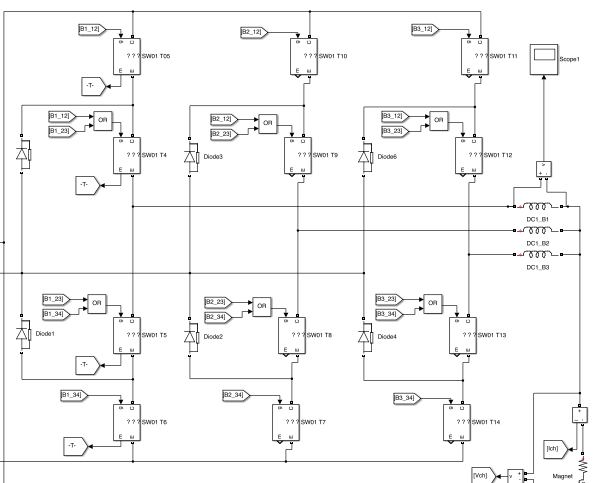 [B1_12]
[B2_12]
[B3_12]
g C
E E
? ? ? SW01 T05
? ? ? SW01 T10
? ? ? SW01 T11
Scope1
-T-
[B1_12]
[B1_23]
OR
[B2_12]
[B2_23]
OR
[B3_12]
[B3_23]
OR
? ? ? SW01 T4
Diode3
? ? ? SW01 T9
Diode6
? ? ? SW01 T12
-T-
v
+ -
DC1_B1
DC1_B2
DC1_B3
[B1_23]
[B1_34]
OR
[B2_23]
[B2_34]
OR
[B3_23]
[B3_34]
OR
Diode1
? ? ? SW01 T5
Diode2
? ? ? SW01 T8
Diode4
? ? ? SW01 T13
-T-
[B1_34]
[B2_34]
[B3_34]
? ? ? SW01 T6
? ? ? SW01 T7
? ? ? SW01 T14
-T-
[Ich]
[Vch]
v
+
-
Magnet